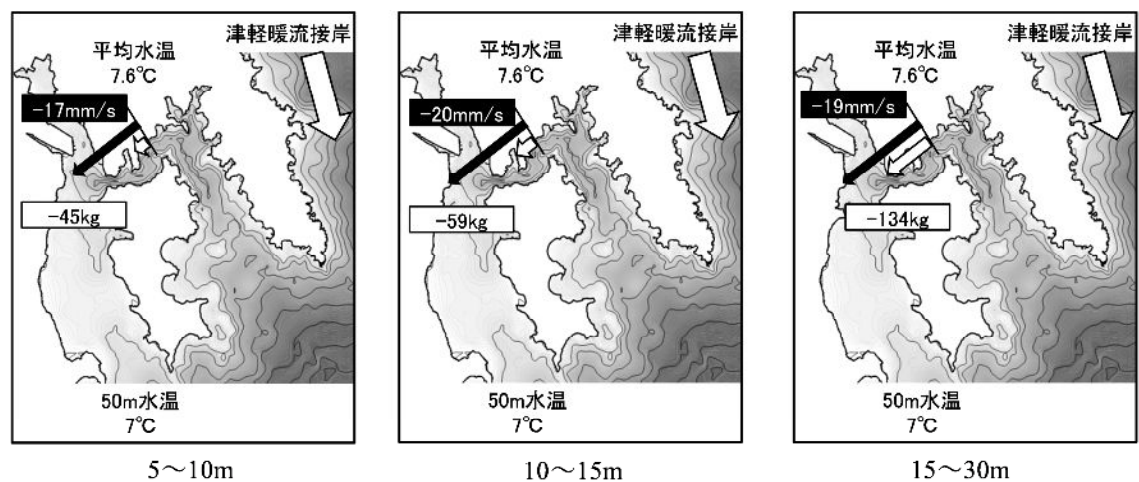 津軽暖流接岸
平均水温
7.6℃
-17mm/s
-45kg
50m水温
7℃
5～10m
津軽暖流接岸
平均水温
7.6℃
-20mm/s
-59kg
50m水温
7℃
10～15m
津軽暖流接岸
平均水温
7.6℃
-19mm/s
-134kg
50m水温
7℃
15～30m